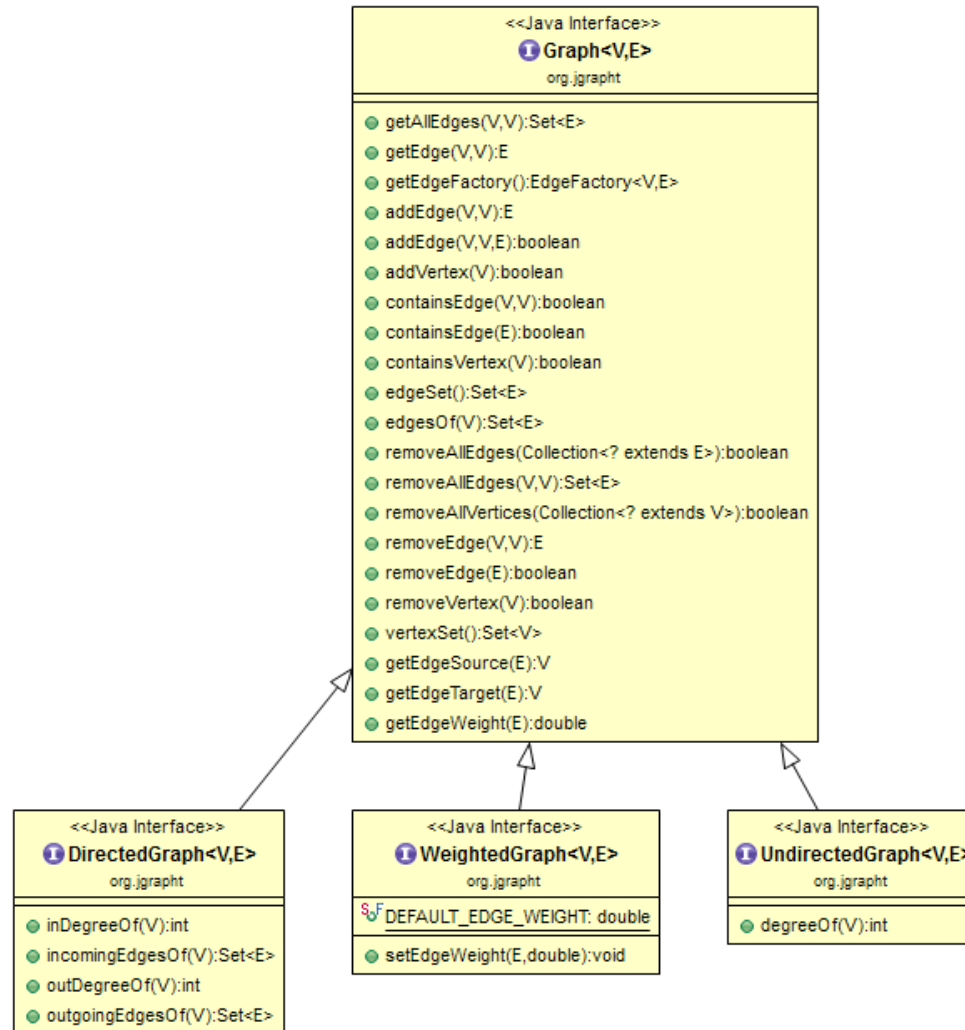 <<Java Interface>>
Graph<V,E>
org.jgrapht
getAllEdges(V,V):Set<E>
getEdge(V,V):E
getEdgeFactory():EdgeFactory<V,E>
addEdge(V,V):E
addEdge(V,V,E):boolean
addVertex(V):boolean
containsEdge(V,V):boolean
containsEdge(E):boolean
containsVertex(V):boolean
edgeSet():Set<E>
edgesOf(V):Set<E>
removeAllEdges(Collection<? extends E>):boolean
removeAllEdges(V,V):Set<E>
removeAllVertices(Collection<? extends V>):boolean
removeEdge(V,V):E
removeEdge(E):boolean
removeVertex(V):boolean
vertexSet():Set<V>
getEdgeSource(E):V
getEdgeTarget(E):V
getEdgeWeight(E):double
<<Java Interface>>
DirectedGraph<V,E>
org.jgrapht
inDegreeOf(V):int
incomingEdgesOf(V):Set<E>
outDegreeOf(V):int
outgoingEdgesOf(V):Set<E>
<<Java Interface>>
WeightedGraph<V,E>
org.jgrapht
DEFAULT_EDGE_WEIGHT: double
setEdgeWeight(E,double):void
<<Java Interface>>
UndirectedGraph<V,E>
org.jgrapht
degreeOf(V):int